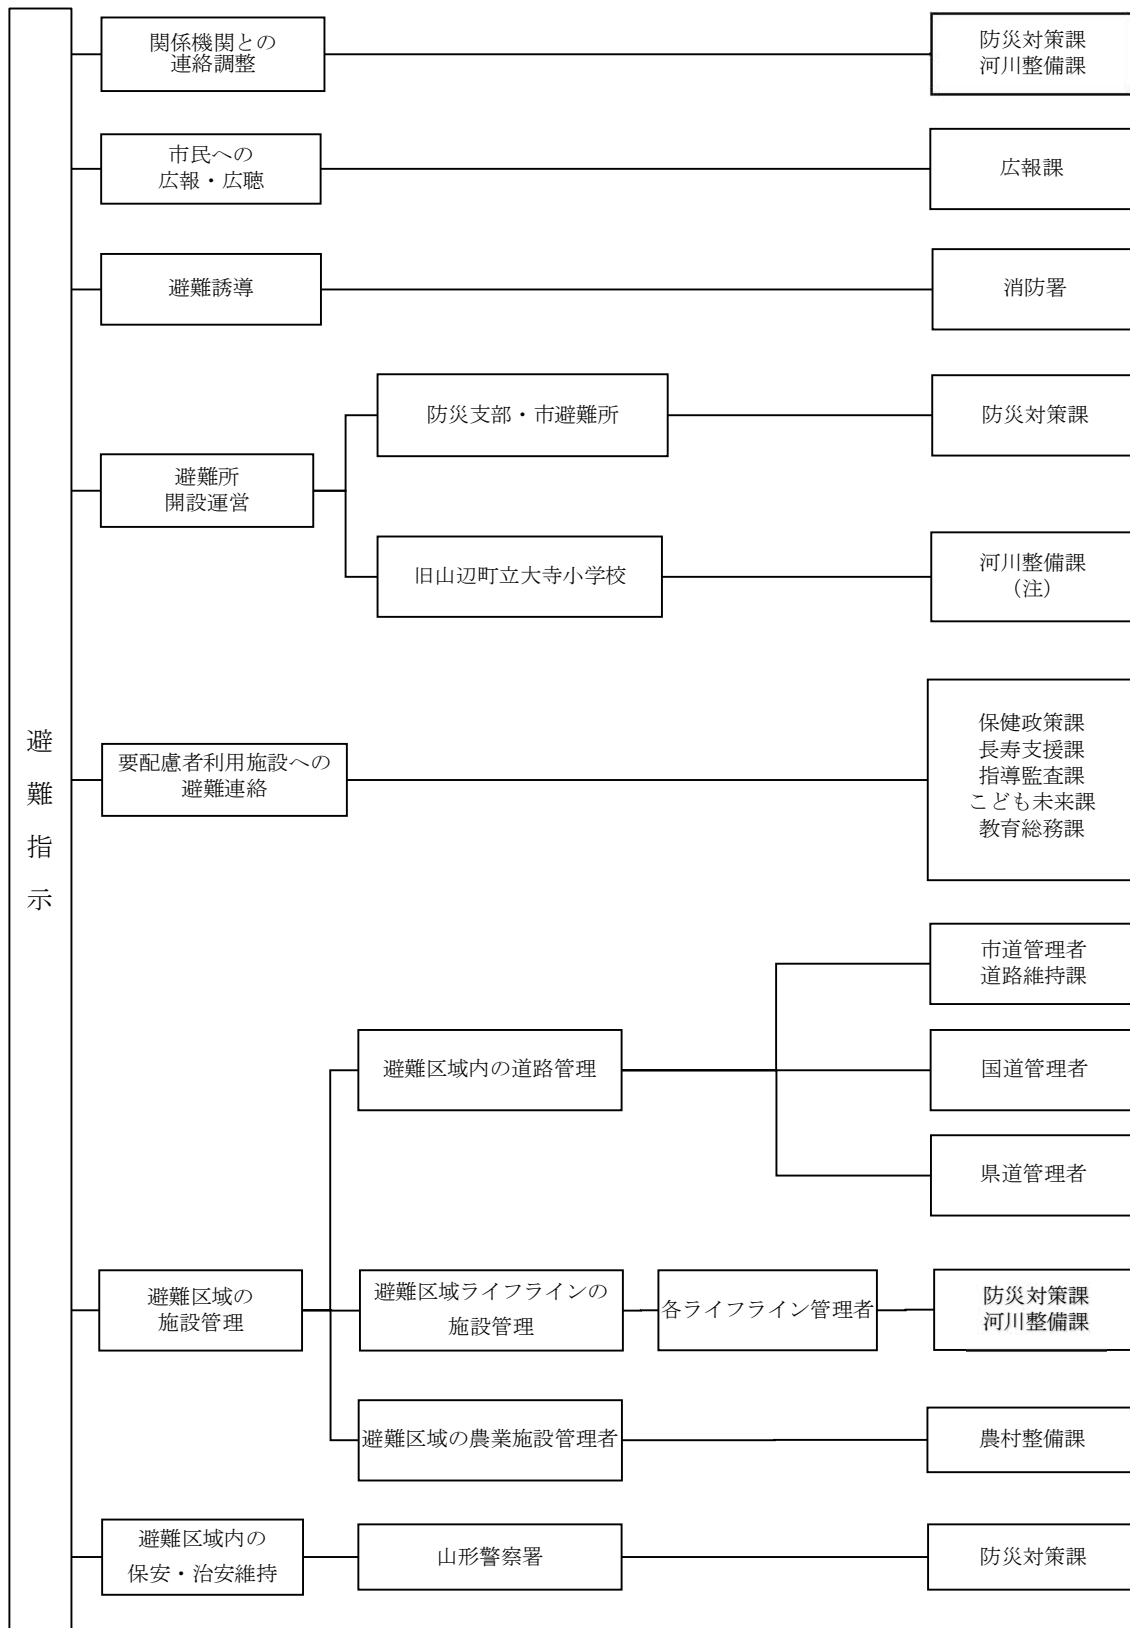 避難指示
関係機関との
連絡調整
防災対策課
河川整備課
市民への
広報・広聴
広報課
避難誘導
消防署
避難所
開設運営
防災支部・市避難所
防災対策課
旧山辺町立大寺小学校
河川整備課
（注）
要配慮者利用施設への
避難連絡
保健政策課
長寿支援課
指導監査課
こども未来課
教育総務課
避難区域の
施設管理
避難区域内の道路管理
市道管理者
道路維持課
国道管理者
県道管理者
避難区域ライフラインの
施設管理
各ライフライン管理者
防災対策課
河川整備課
避難区域の農業施設管理者
農村整備課
避難区域内の
保安・治安維持
山形警察署
防災対策課